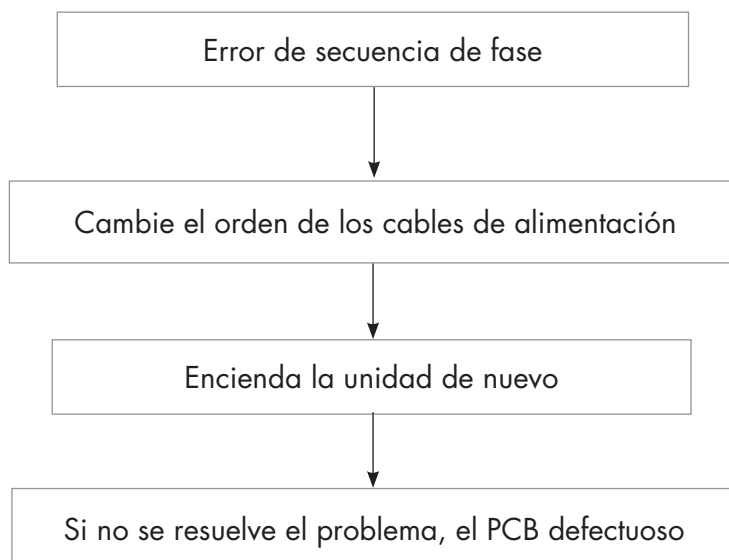 Error de secuencia de fase
Cambie el orden de los cables de alimentación
Encienda la unidad de nuevo
Si no se resuelve el problema, el PCB defectuoso